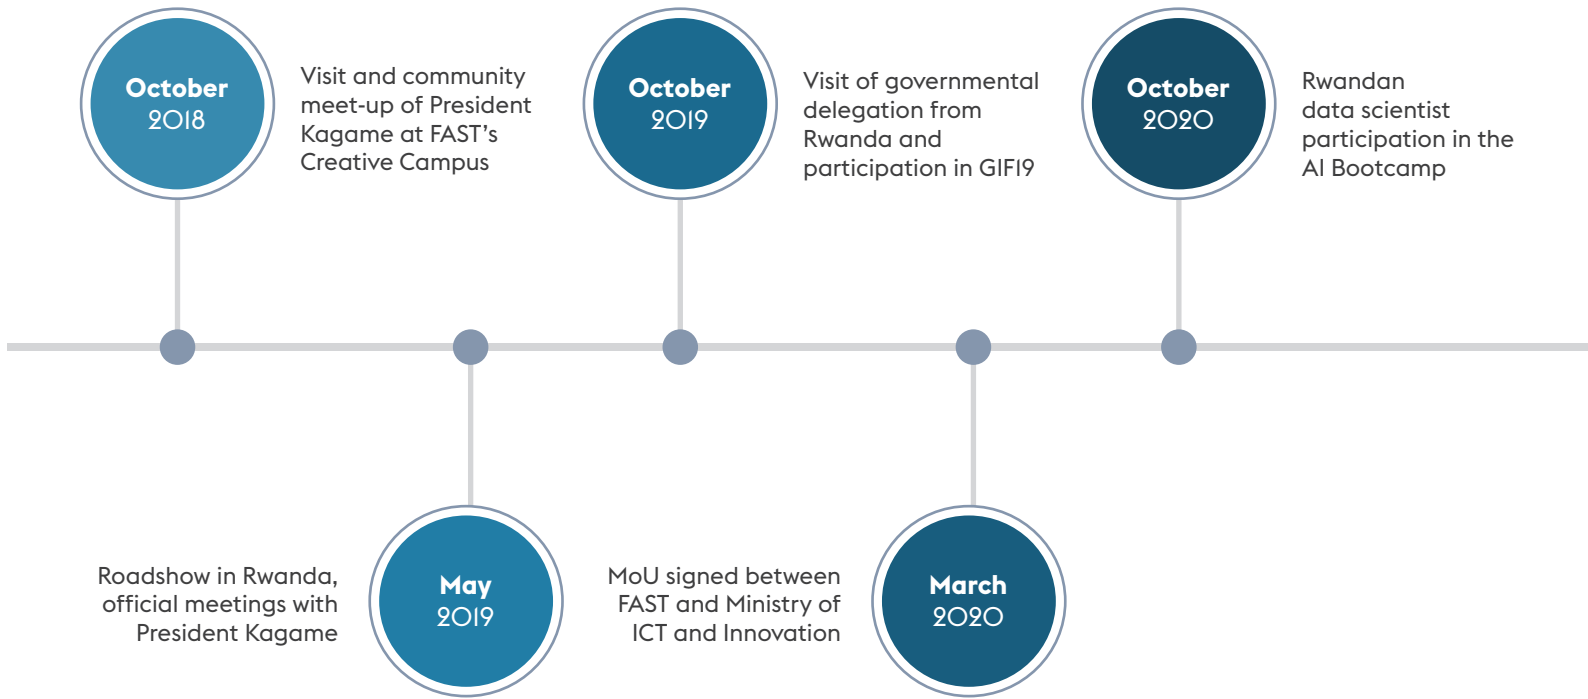 October
2018
Visit and community
meet-up of President
Kagame at FAST's
Creative Campus
May
2019
Roadshow in Rwanda,
official meetings with
President Kagame
October
2019
Visit of governmental
delegation from
Rwanda and
participation in GIF19
March
2020
MoU signed between
FAST and Ministry of
ICT and Innovation
October
2020
Rwandan
data scientist
participation in the
AI Bootcamp